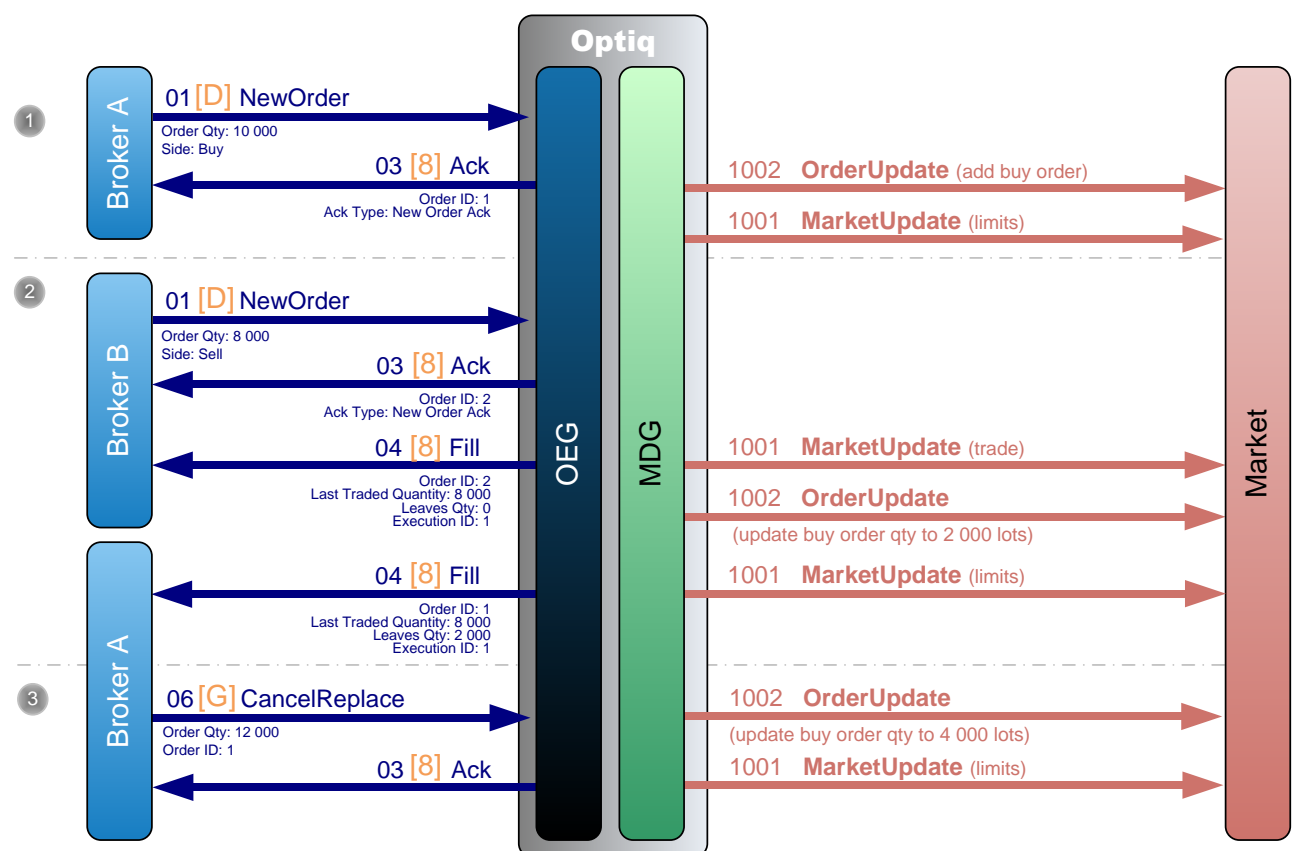 Optiq
1
Broker A
01 [D] NewOrder
Order Qty: 10 000
Side: Buy
03 [8] Ack
Order ID: 1
Ack Type: New Order Ack
1002 OrderUpdate (add buy order)
1001 MarketUpdate (limits)
2
Broker B
01 [D] NewOrder
Order Qty: 8 000
Side: Sell
03 [8] Ack
Order ID: 2
Ack Type: New Order Ack
04 [8] Fill
Order ID: 2
Last Traded Quantity: 8 000
Leaves Qty: 0
Execution ID: 1
OEG
MDG
1001 MarketUpdate (trade)
1002 OrderUpdate
(update buy order qty to 2 000 lots)
Market
Broker A
04 [8] Fill
Order ID: 1
Last Traded Quantity: 8 000
Leaves Qty: 2 000
Execution ID: 1
1001 MarketUpdate (limits)
3
06 [G] CancelReplace
Order Qty: 12 000
Order ID: 1
03 [8] Ack
1002 OrderUpdate
(update buy order qty to 4 000 lots)
1001 MarketUpdate (limits)